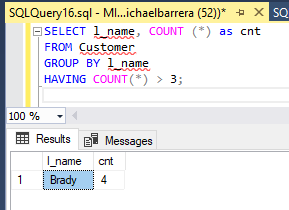 SQLQuery16.sql - MI...ichaelbarrera (52))*
SQ
SELECT l_name, COUNT (*) as cnt
FROM Customer
GROUP BY l_name
HAVING COUNT(*) > 3;
100 %
Results Messages
l_name cnt
1 Brady 4